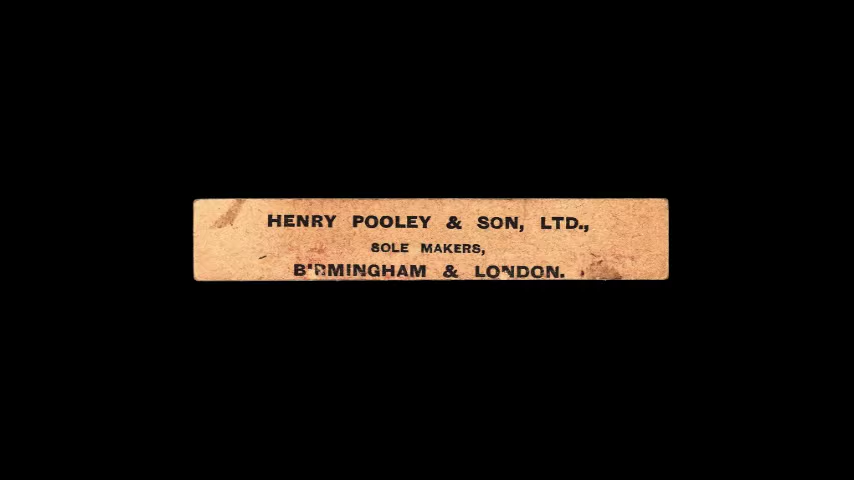 HENRY POOLEY & SON, LTD.,
SOLE MAKERS,
BIRMINGHAM & LONDON.